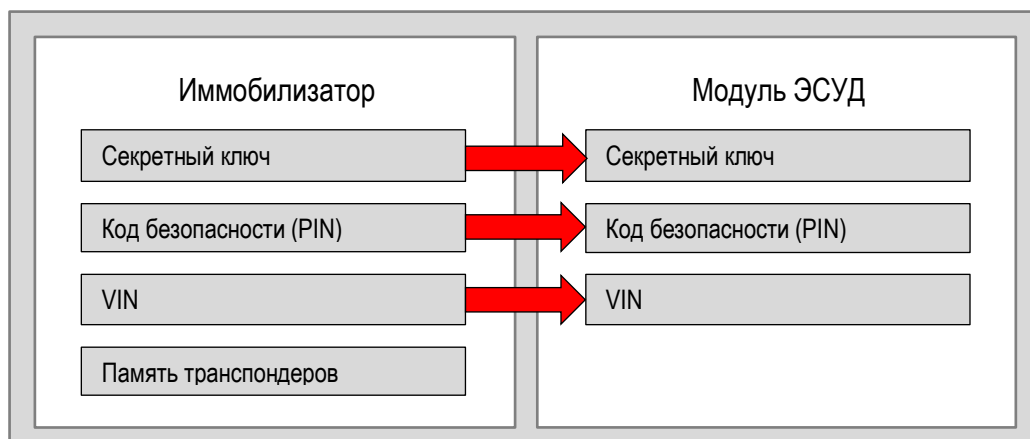 Иммобилизатор
Модуль ЭСУД
Секретный ключ
Секретный ключ
Код безопасности (PIN)
Код безопасности (PIN)
VIN
VIN
Память транспондеров